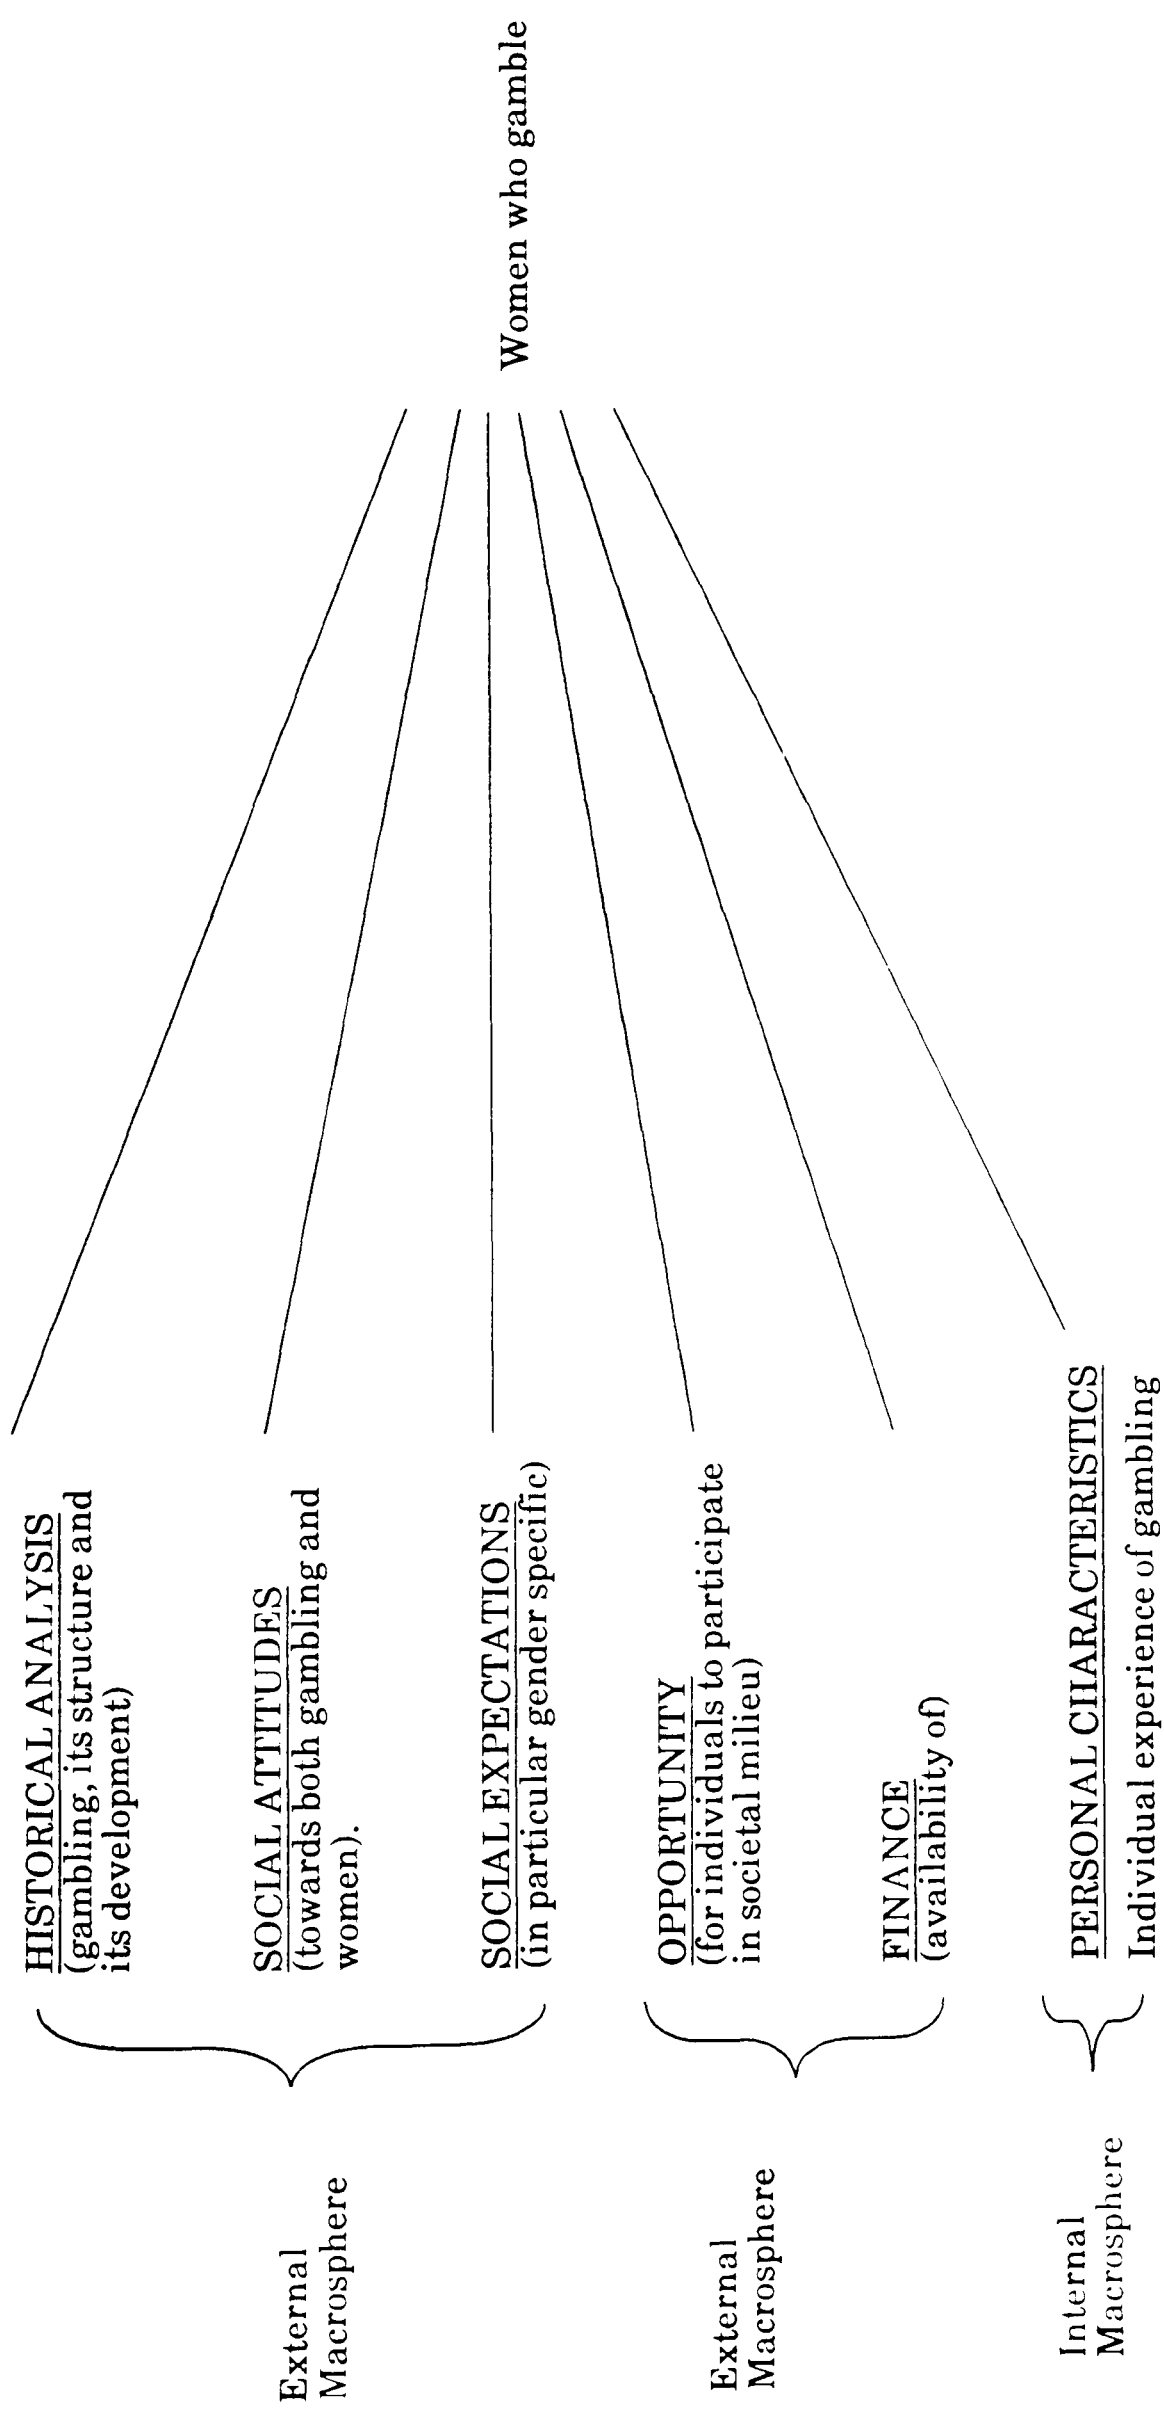 External
Macrosphere
HISTORICAL ANALYSIS
(gambling, its structure and
its development)
SOCIAL ATTITUDES
(towards both gambling and
women).
SOCIAL EXPECTATIONS
(in particular gender specific)
External
Macrosphere
OPPORTUNITY
(for individuals to participate
in societal milieu)
FINANCE
(availability of)
Internal
Macrosphere
PERSONAL CHARACTERISTICS
Individual experience of gambling
Women who gamble